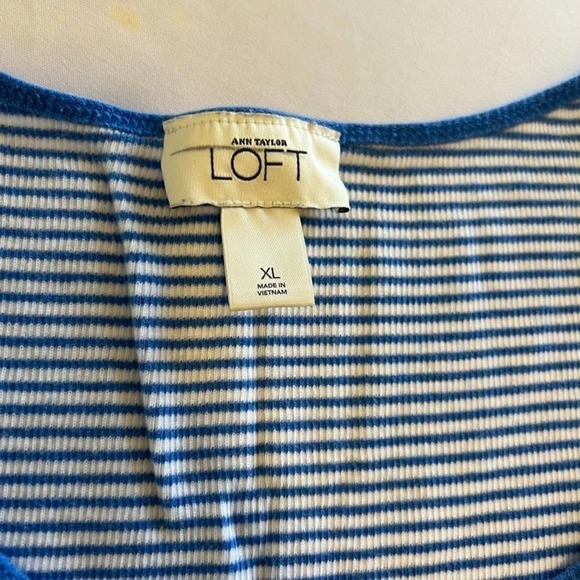 ANN TAYLOR
LOFT
XL
MADE IN
VIETNAM